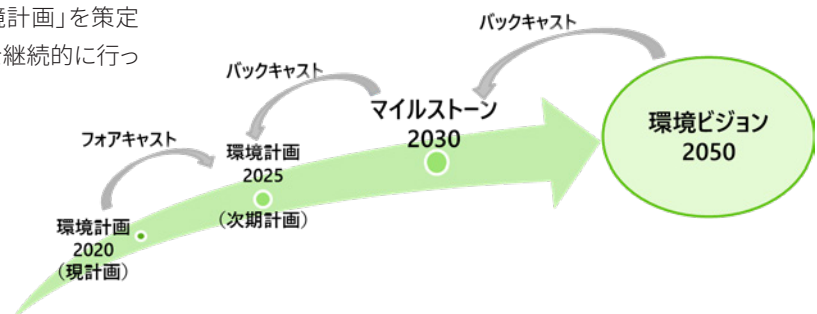 境計画」を策定
継続的に行っ
バックキャスト
バックキャスト
フォアキャスト
マイルストーン
2030
環境ビジョン
2050
環境計画
2025
(次期計画)
環境計画
2020
(現計画)